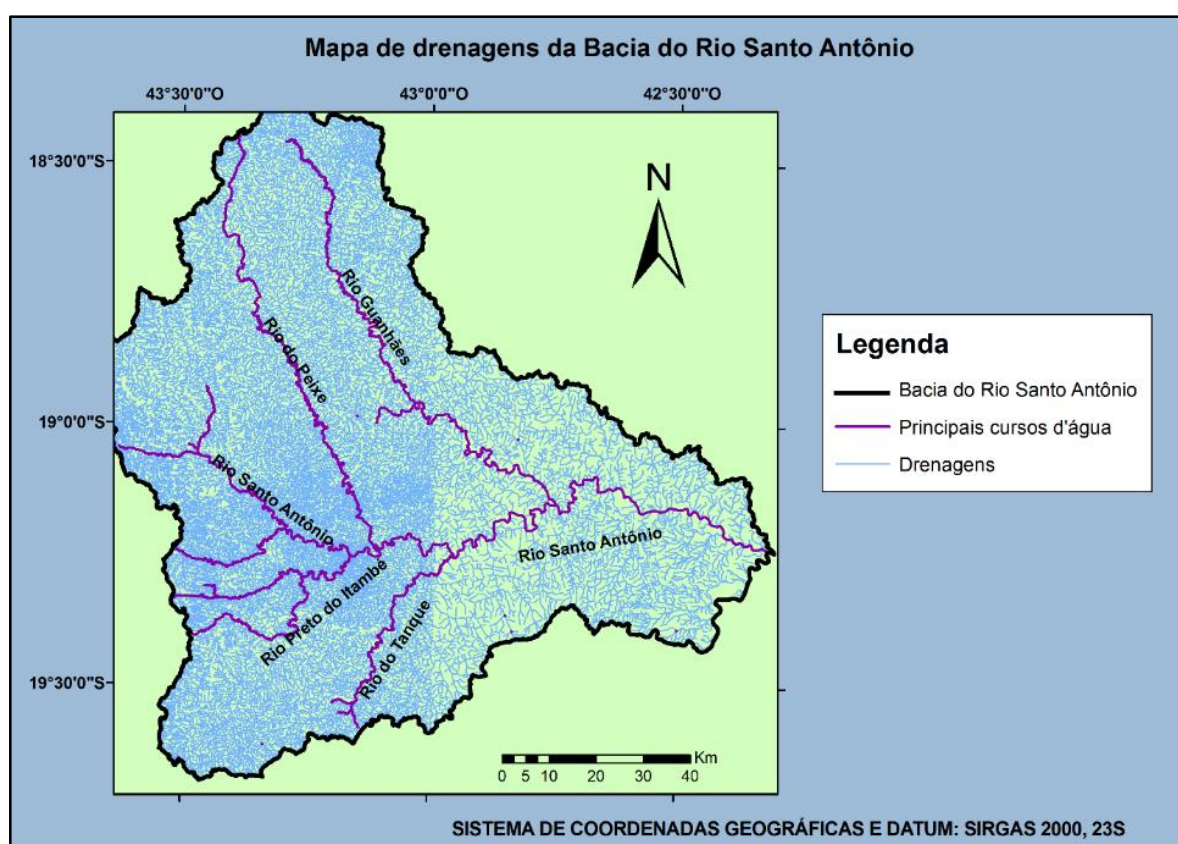 Mapa de drenagens da Bacia do Rio Santo Antônio
43°30'0"O
43°0'0"O
42°30'0"O
18°30'0"S
19°0'0"S
19°30'0"S
N
Rio Guanhães
Rio do Peixe
Rio Santo Antônio
Rio Santo Antônio
Rio Preto do Itambé
Rio do Tanque
Legenda
Bacia do Rio Santo Antônio
Principais cursos d'água
Drenagens
Km
0 5 10 20 30 40
SISTEMA DE COORDENADAS GEOGRÁFICAS E DATUM: SIRGAS 2000, 23S